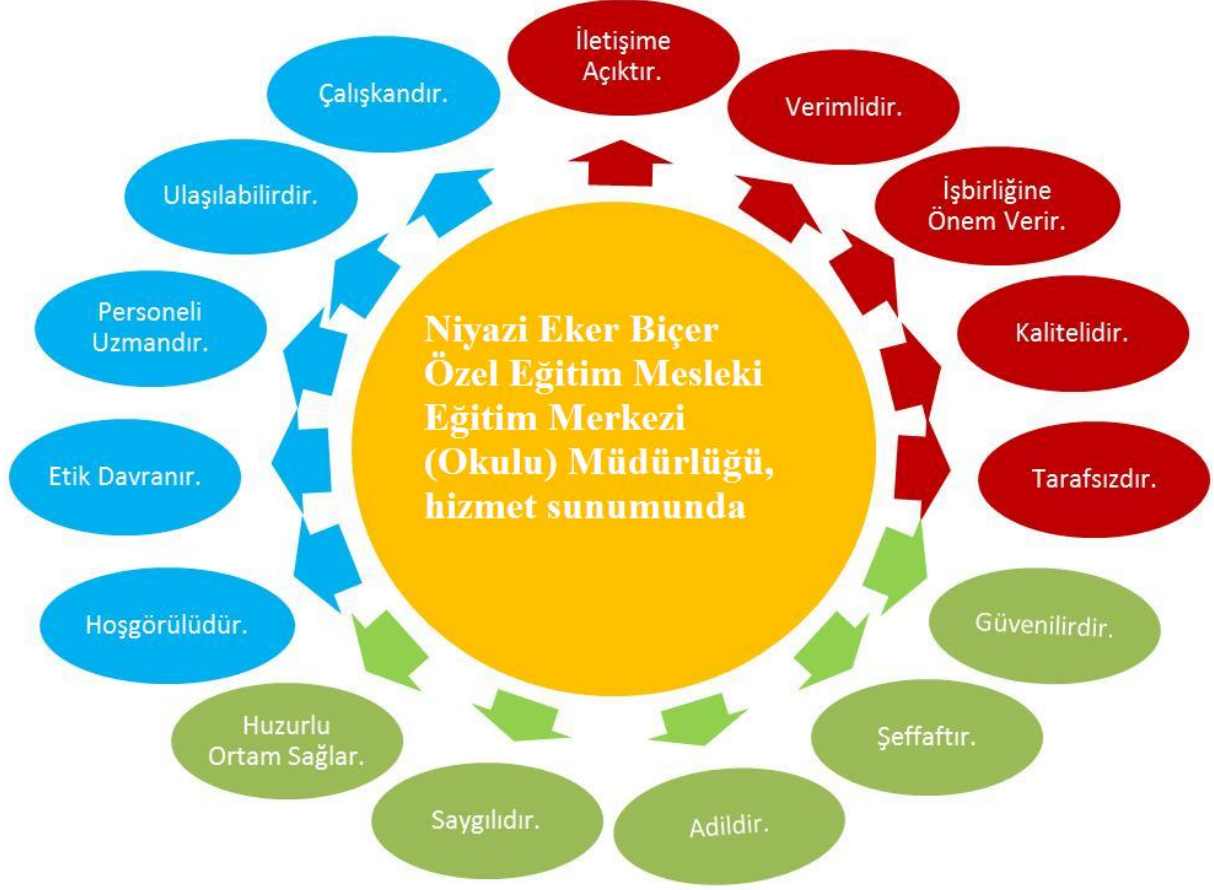 Niyazi Eker Biçer
Özel Eğitim Mesleki
Eğitim Merkezi
(Okulu) Müdürlüğü,
hizmet sunumunda
İletişime
Açıktır.
Verimlidir.
İşbirliğine
Önem Verir.
Kalitelidir.
Tarafsızdır.
Güvenilirdir.
Şeffaftır.
Adildir.
Saygılıdır.
Huzurlu
Ortam Sağlar.
Hoşgörülüdür.
Etik Davranır.
Personeli
Uzmandır.
Ulaşılabilirdir.
Çalışkandır.